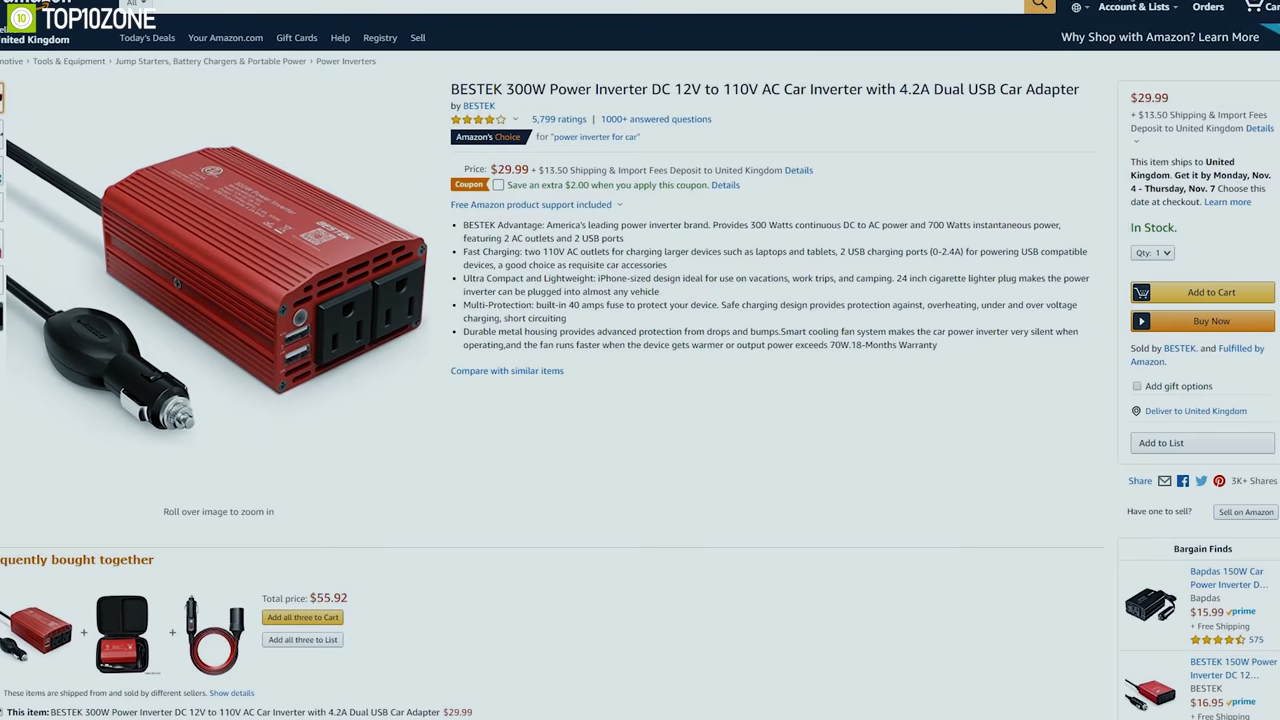 TOP10ZONE
10
All
Account & Lists
Orders
Car
United Kingdom
Today's Deals
Your Amazon.com
Gift Cards
Help
Registry
Sell
Why Shop with Amazon? Learn More
motive › Tools & Equipment › Jump Starters, Battery Chargers & Portable Power › Power Inverters
BESTEK 300W Power Inverter DC 12V to 110V AC Car Inverter with 4.2A Dual USB Car Adapter
by BESTEK
5,799 ratings | 1000+ answered questions
Amazon's Choice for "power inverter for car"
Price: $29.99 + $13.50 Shipping & Import Fees Deposit to United Kingdom Details
Coupon Save an extra $2.00 when you apply this coupon. Details
Free Amazon product support included
• BESTEK Advantage: America's leading power inverter brand. Provides 300 Watts continuous DC to AC power and 700 Watts instantaneous power,
featuring 2 AC outlets and 2 USB ports
• Fast Charging: two 110V AC outlets for charging larger devices such as laptops and tablets, 2 USB charging ports (0-2.4A) for powering USB compatible
devices, a good choice as requisite car accessories
• Ultra Compact and Lightweight: iPhone-sized design ideal for use on vacations, work trips, and camping. 24 inch cigarette lighter plug makes the power
inverter can be plugged into almost any vehicle
• Multi-Protection: built-in 40 amps fuse to protect your device. Safe charging design provides protection against, overheating, under and over voltage
charging, short circuiting
• Durable metal housing provides advanced protection from drops and bumps.Smart cooling fan system makes the car power inverter very silent when
operating,and the fan runs faster when the device gets warmer or output power exceeds 70W.18-Months Warranty
Compare with similar items
Power Inverter
BESTEK
Roll over image to zoom in
$29.99
+ $13.50 Shipping & Import Fees
Deposit to United Kingdom Details
This item ships to United
Kingdom. Get it by Monday, Nov.
4 - Thursday, Nov. 7 Choose this
date at checkout. Learn more
In Stock.
Qty: 1
Add to Cart
Buy Now
Sold by BESTEK. and Fulfilled by
Amazon.
Add gift options
Deliver to United Kingdom
Add to List
Share
3K+ Shares
Have one to sell?
Sell on Amazon
Bargain Finds
Bapdas 150W Car
Power Inverter D...
Bapdas
$15.99 prime
+ Free Shipping
575
BESTEK 150W Power
Inverter DC 12...
BESTEK
$16.95 prime
+ Free Shipping
quently bought together
Total price: $55.92
Add all three to Cart
Add all three to List
These items are shipped from and sold by different sellers. Show details
This item: BESTEK 300W Power Inverter DC 12V to 110V AC Car Inverter with 4.2A Dual USB Car Adapter $29.99